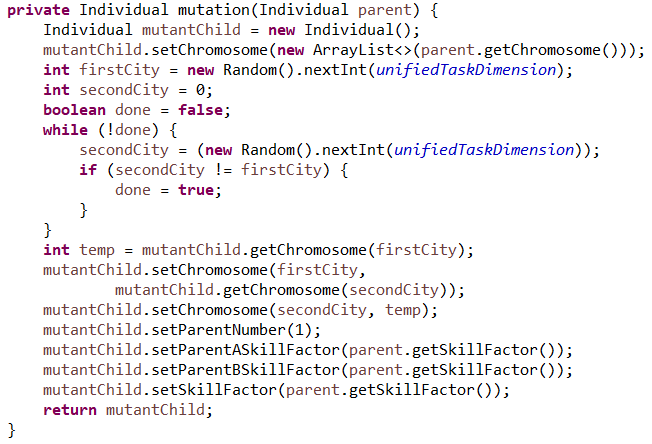 private Individual mutation(Individual parent) {
    Individual mutantChild = new Individual();
    mutantChild.setChromosome(new ArrayList<>(parent.getChromosome()));
    int firstCity = new Random().nextInt(unifiedTaskDimension);
    int secondCity = 0;
    boolean done = false;
    while (!done) {
        secondCity = (new Random().nextInt(unifiedTaskDimension));
        if (secondCity != firstCity) {
            done = true;
        }
    }
    int temp = mutantChild.getChromosome(firstCity);
    mutantChild.setChromosome(firstCity,
            mutantChild.getChromosome(secondCity));
    mutantChild.setChromosome(secondCity, temp);
    mutantChild.setParentNumber(1);
    mutantChild.setParentASkillFactor(parent.getSkillFactor());
    mutantChild.setParentBSkillFactor(parent.getSkillFactor());
    mutantChild.setSkillFactor(parent.getSkillFactor());
    return mutantChild;
}